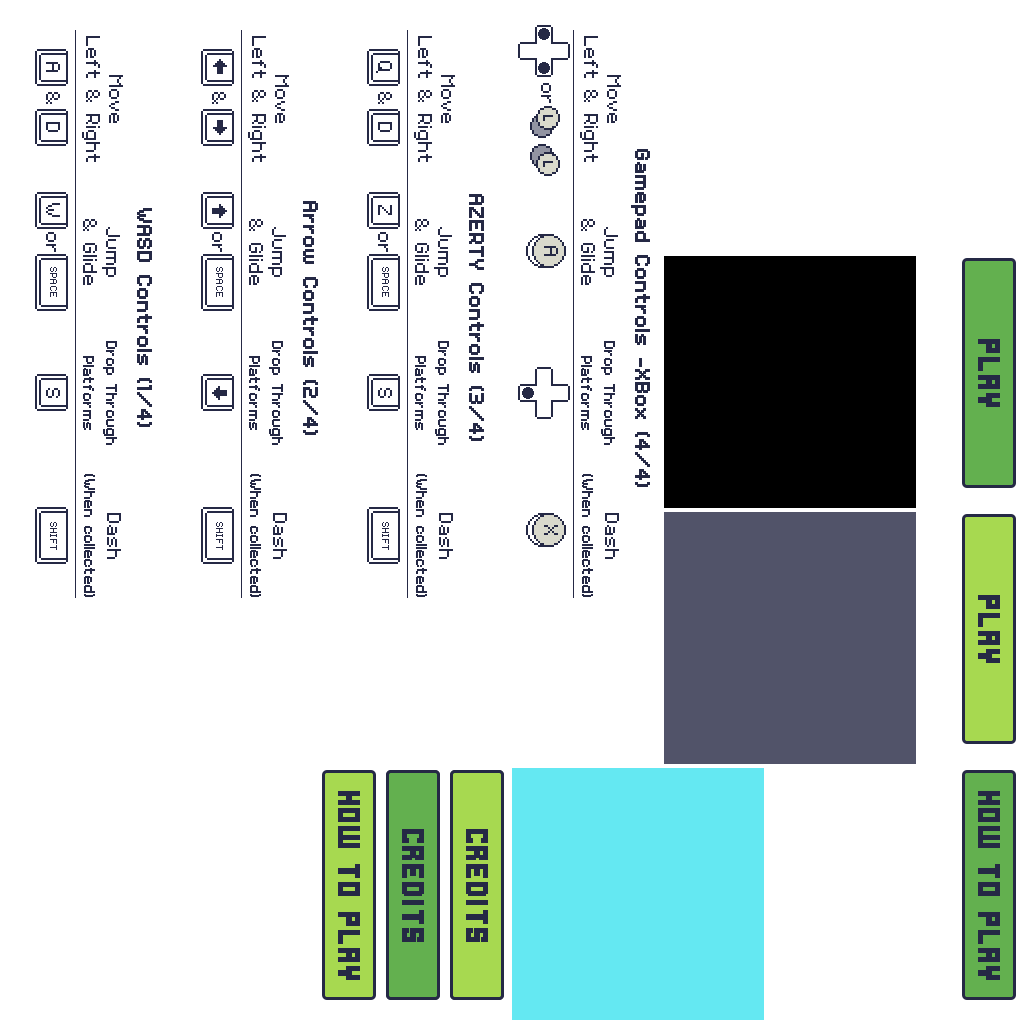 Gamepad Controls -xBox (4/4)
Move
Left & Right
Jump
& Glide
Drop Through
Platforms
Dash
(When collected)
or L L
A
X
AZERTY Controls (3/4)
Move
Left & Right
Jump
& Glide
Drop Through
Platforms
Dash
(When collected)
Q & D
Z or SPACE
S
SHIFT
Arrow Controls (2/4)
Move
Left & Right
Jump
& Glide
Drop Through
Platforms
Dash
(When collected)
&
or SPACE
SHIFT
WASD Controls (1/4)
Move
Left & Right
Jump
& Glide
Drop Through
Platforms
Dash
(When collected)
A & D
W or SPACE
S
SHIFT
PLAY
PLAY
HOW TO PLAY
CREDITS
CREDITS
HOW TO PLAY